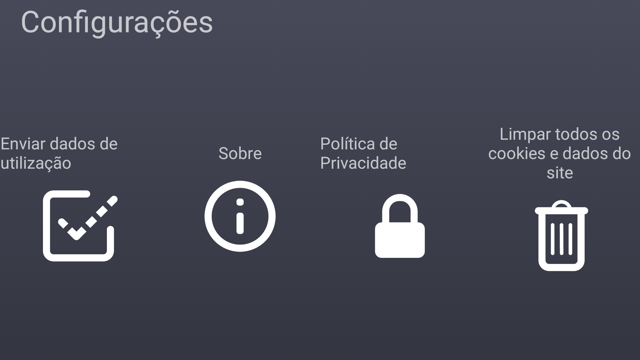 Configurações
Enviar dados de
utilização
Sobre
Política de
Privacidade
Limpar todos os
cookies e dados do
site